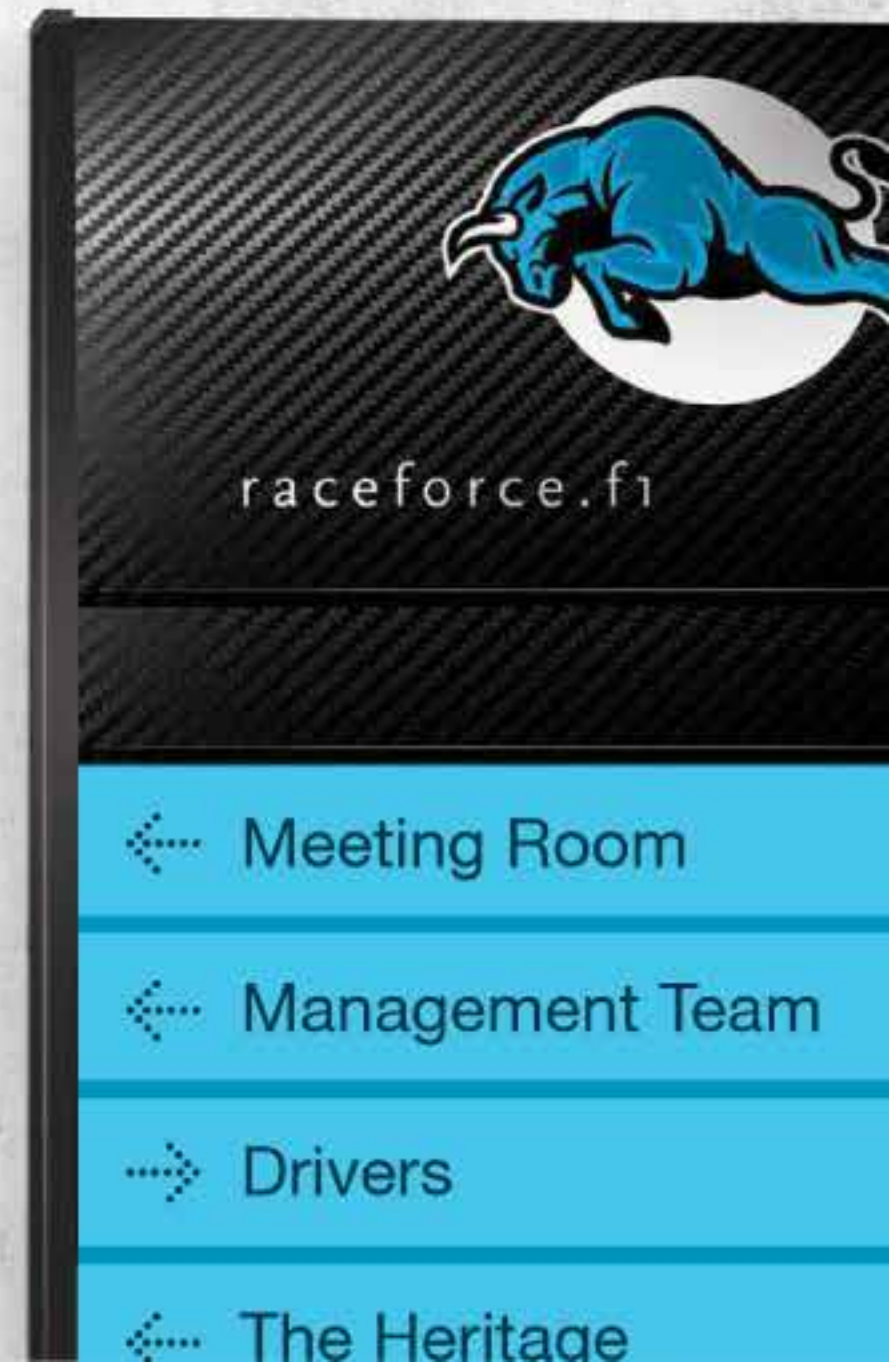 raceforce.f1
Meeting Room
Management Team
Drivers
The Heritage